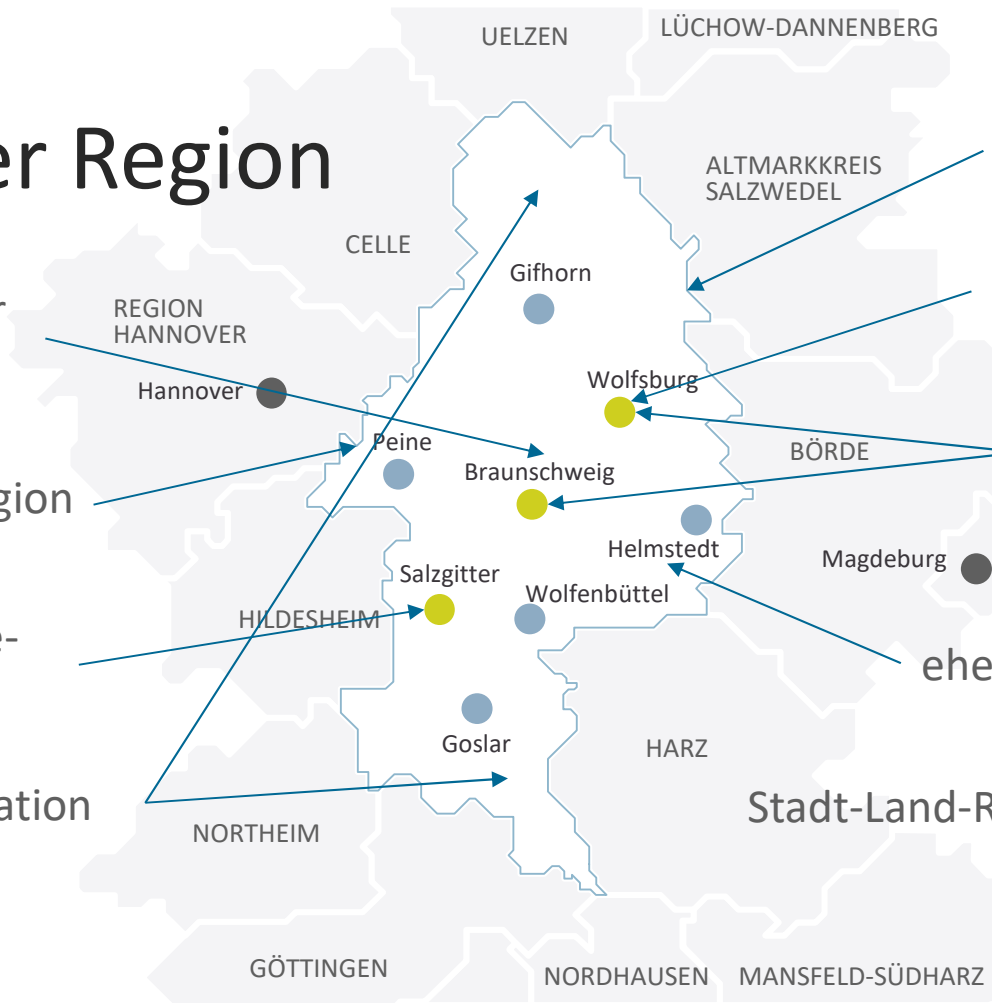 UELZEN
LÜCHOW-DANNENBERG
er Region
ALTMARKKREIS
SALZWEDEL
CELLE
Gifhorn
REGION
HANNOVER
Hannover
Wolfsburg
Peine
Braunschweig
BÖRDE
gion
Helmstedt
Magdeburg
Salzgitter
Wolfenbüttel
HILDESHEIM
e-
ehe
Goslar
HARZ
ation
Stadt-Land-R
NORTHEIM
GÖTTINGEN
NORDHAUSEN
MANSFELD-SÜDHARZ